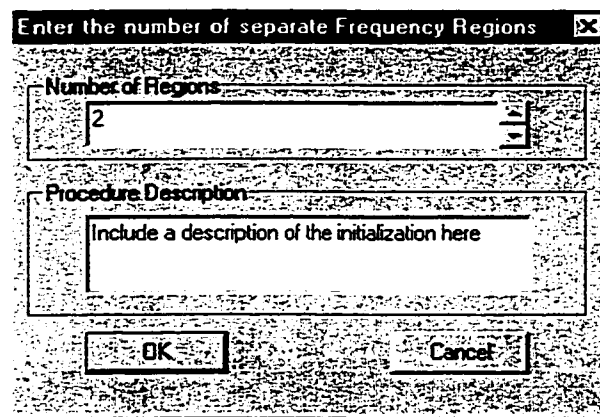 Enter the number of separate Frequency Regions
Number of Regions
2
Procedure Description
Include a description of the initialization here
OK
Cancel